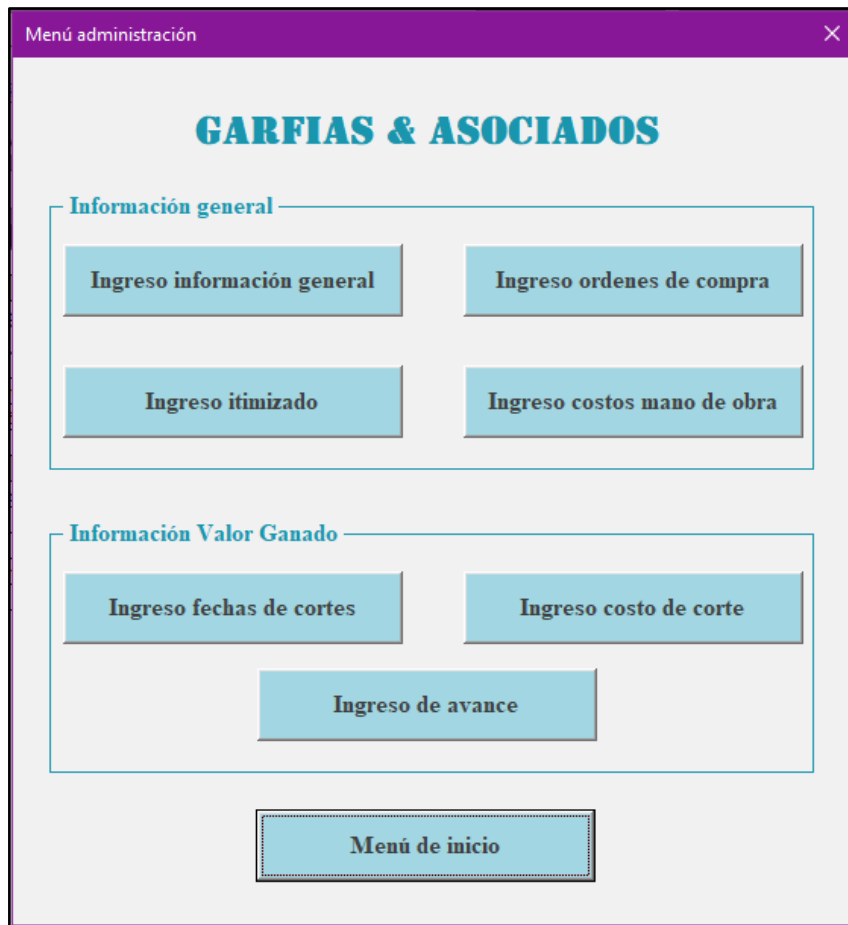 Menú administración
GARFIAS & ASOCIADOS
Información general
Ingreso información general
Ingreso ordenes de compra
Ingreso itimizado
Ingreso costos mano de obra
Información Valor Ganado
Ingreso fechas de cortes
Ingreso costo de corte
Ingreso de avance
Menú de inicio